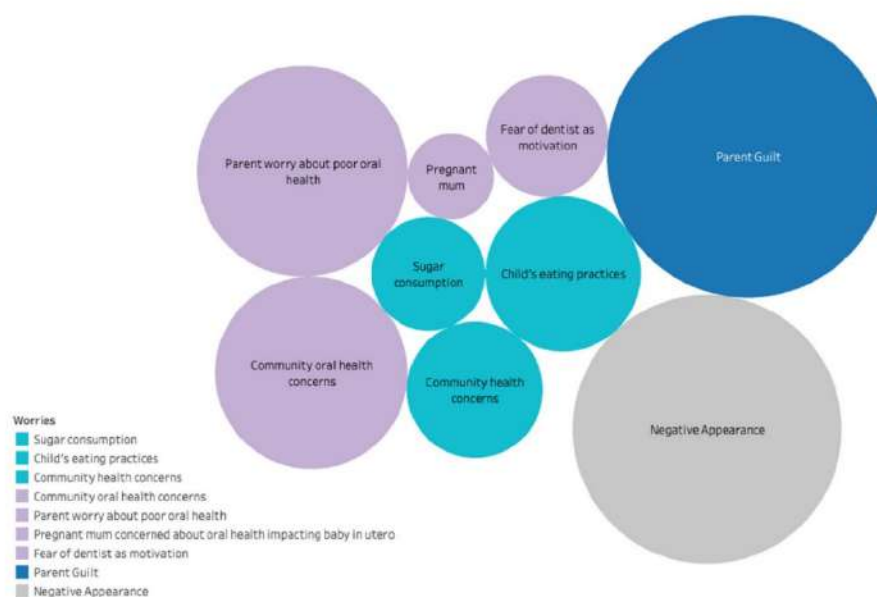 Parent worry about poor oral
health
Pregnant
mum
Fear of dentist as
motivation
Parent Guilt
Sugar
consumption
Child's eating practices
Community oral health
concerns
Community health
concerns
Negative Appearance
Worries
Sugar consumption
Child's eating practices
Community health concerns
Community oral health concerns
Parent worry about poor oral health
Pregnant mum concerned about oral health impacting baby in utero
Fear of dentist as motivation
Parent Guilt
Negative Appearance